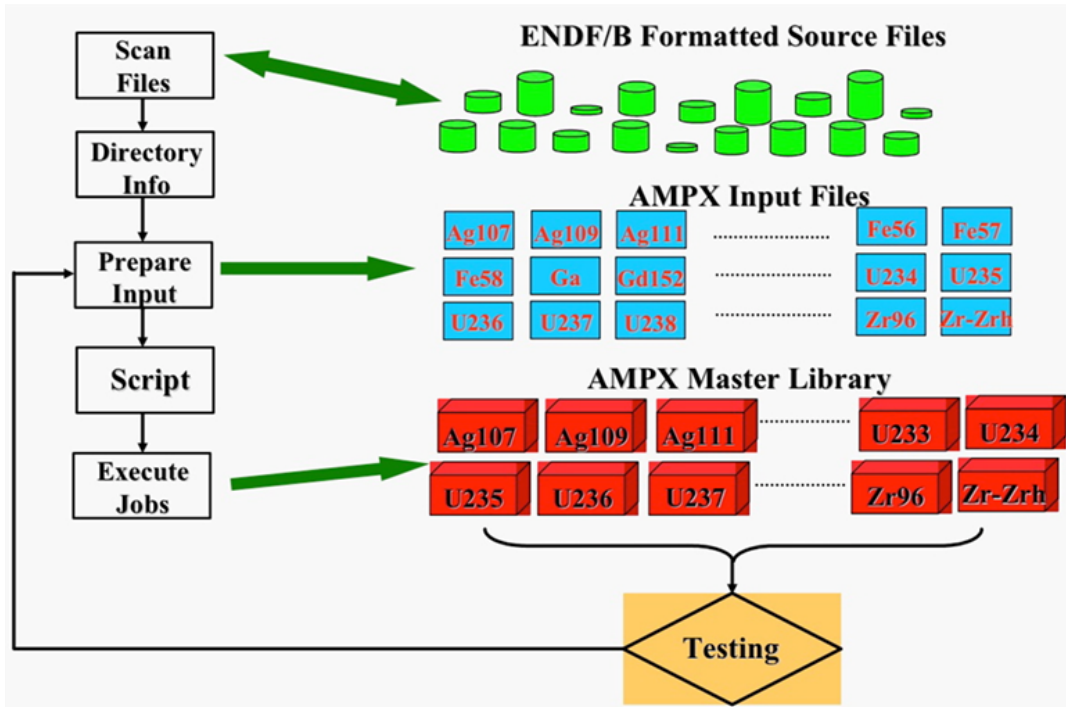 Scan
Files
Directory
Info
Prepare
Input
Script
Execute
Jobs
ENDF/B Formatted Source Files
AMPX Input Files
Ag107 Ag109 Ag111 Fe56 Fe57
Fe58 Ga Gd152 U234 U235
U236 U237 U238 Zr96 Zr-Zrh
AMPX Master Library
Ag107 Ag109 Ag111 U233 U234
U235 U236 U237 Zr96 Zr-Zrh
Testing